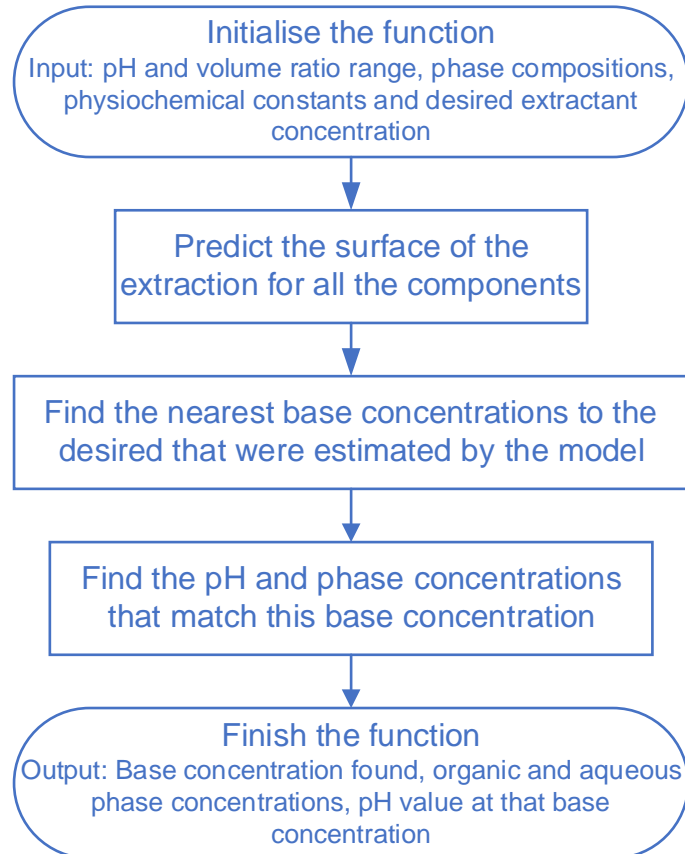 Initialise the function
Input: pH and volume ratio range, phase compositions,
physiochemical constants and desired extractant
concentration
Predict the surface of the
extraction for all the components
Find the nearest base concentrations to the
desired that were estimated by the model
Find the pH and phase concentrations
that match this base concentration
Finish the function
Output: Base concentration found, organic and aqueous
phase concentrations, pH value at that base
concentration